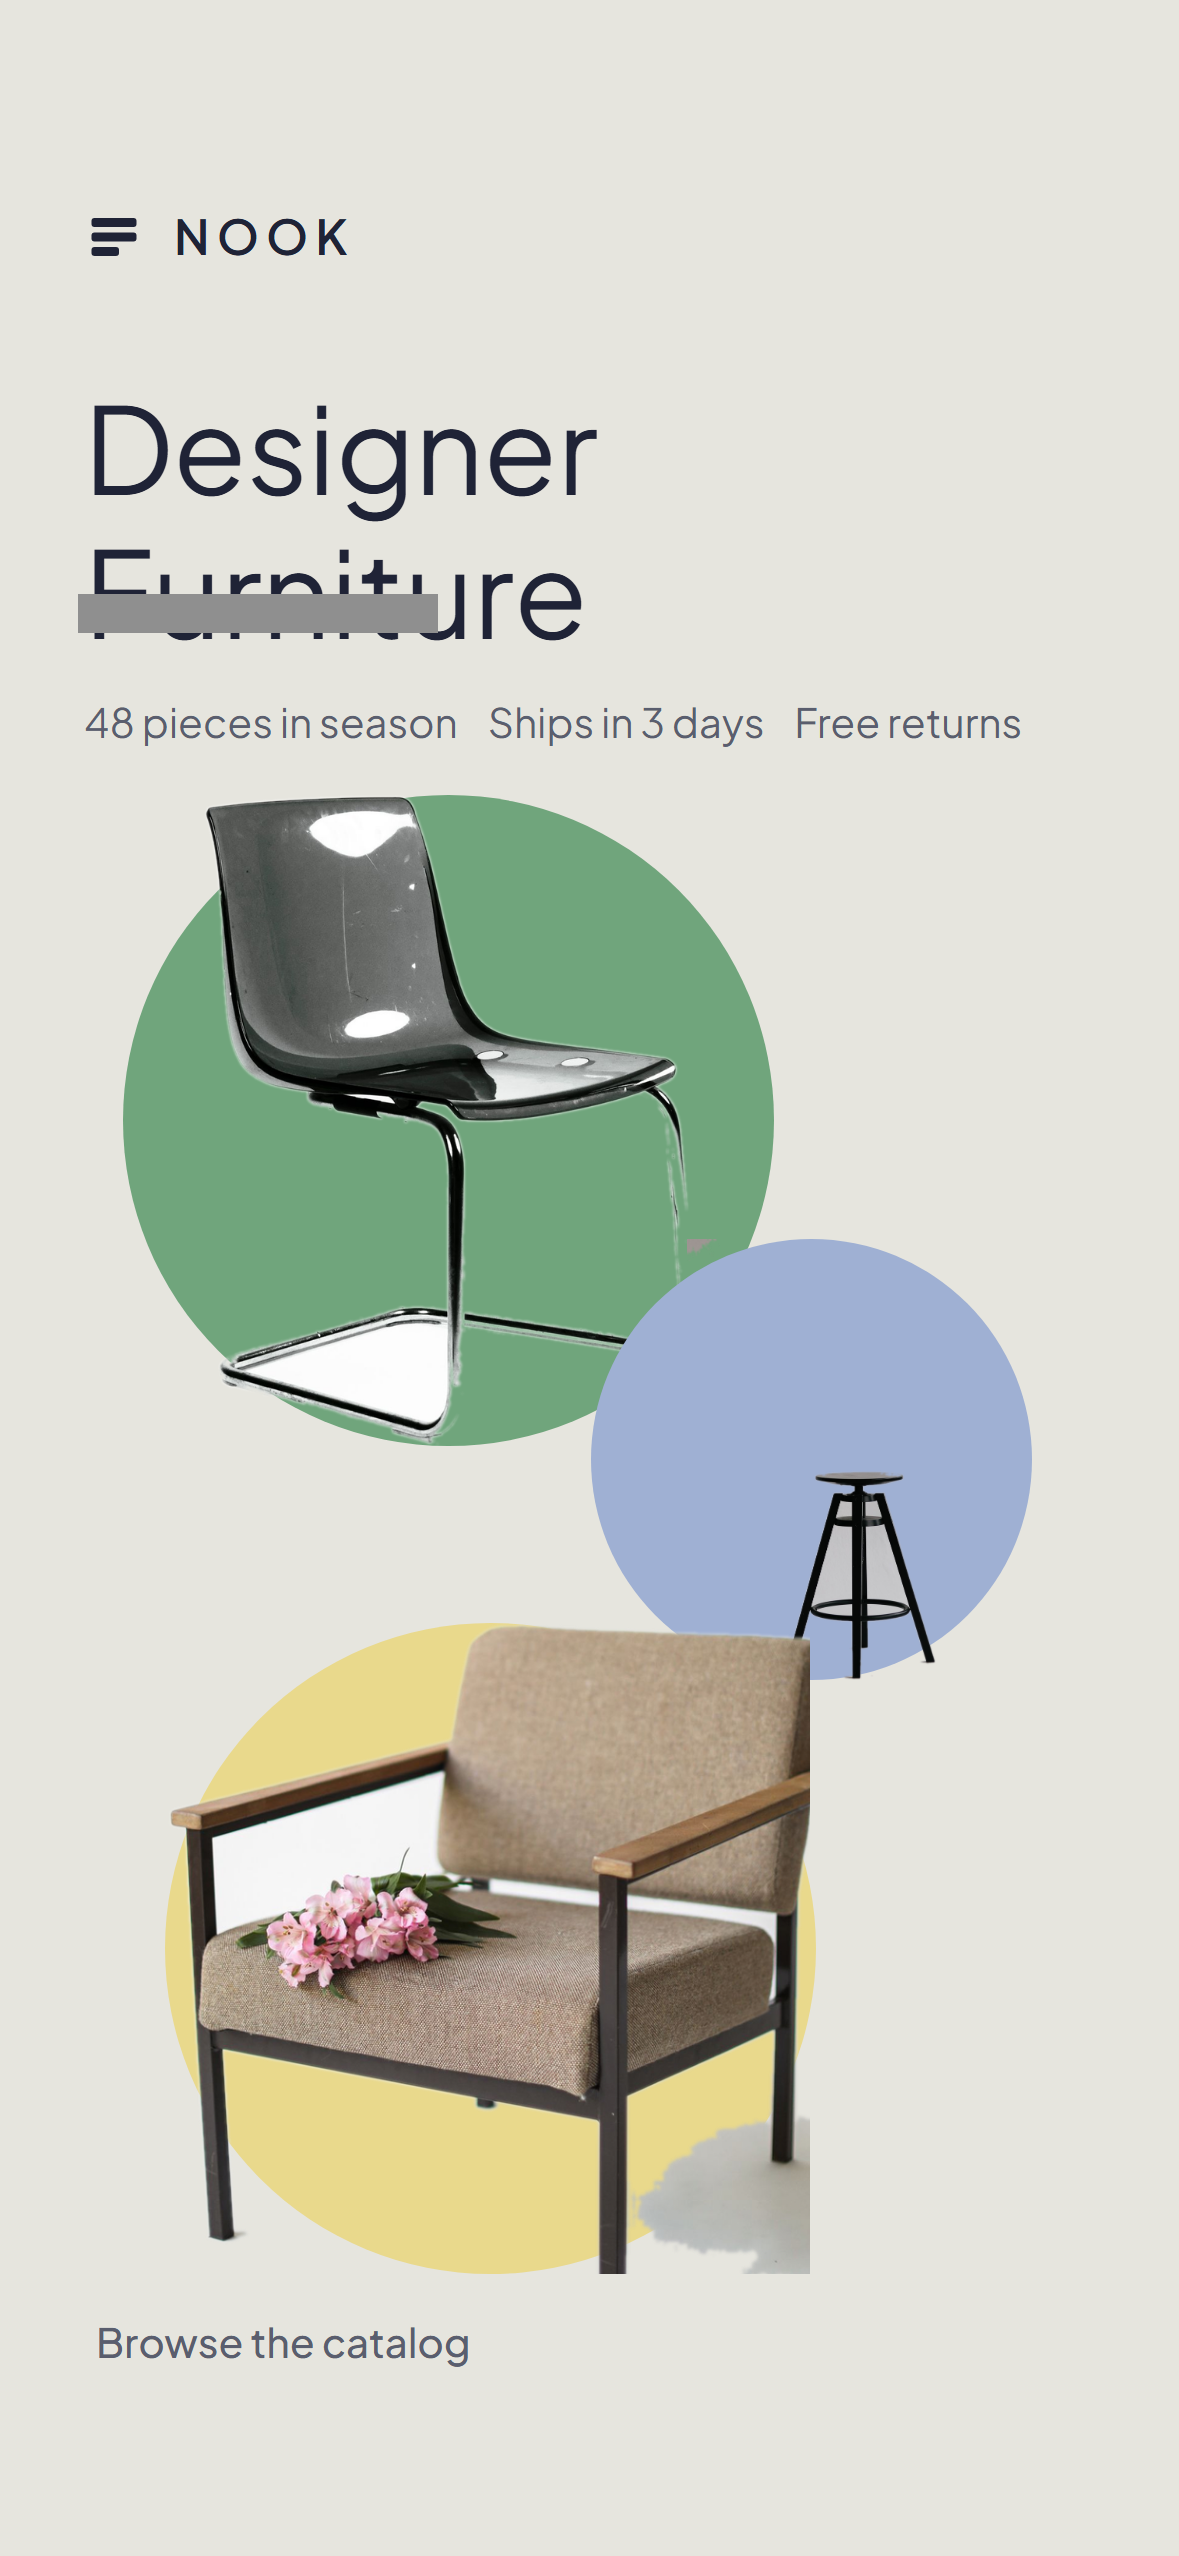 NOOK
Designer
Furniture
48 pieces in season Ships in 3 days Free returns
Browse the catalog